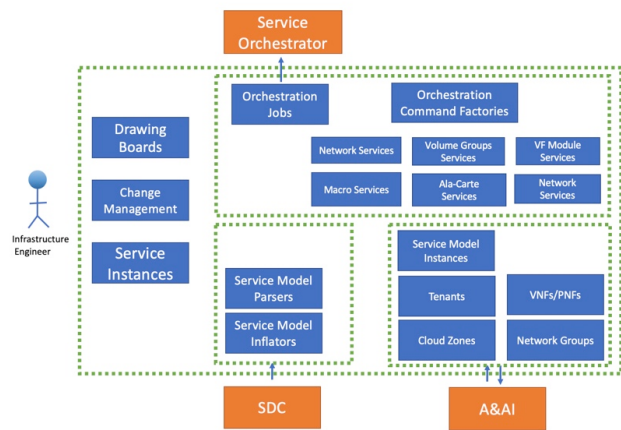 Service
Orchestrator
Orchestration
Jobs
Orchestration
Command Factories
Drawing
Boards
Network Services
Volume Groups
Services
VF Module
Services
Change
Management
Macro Services
Ala-Carte
Services
Network
Services
Infrastructure
Engineer
Service
Instances
Service Model
Instances
Service Model
Parsers
Tenants
VNFs/PNFs
Service Model
Inflators
Cloud Zones
Network Groups
SDC
A&AI